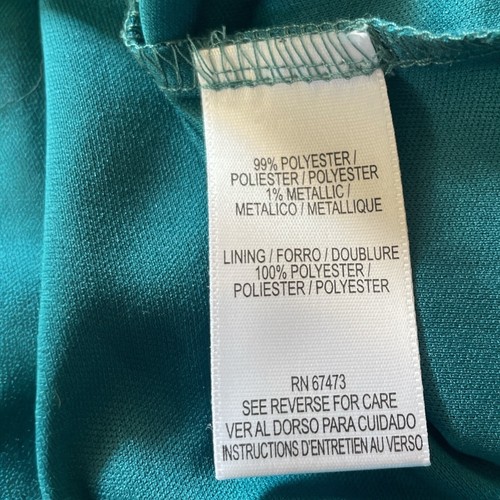 99% POLYESTER /
POLIESTER / POLYESTER
1% METALLIC /
METALICO / METALLIQUE
LINING / FORRO / DOUBLURE
100% POLYESTER /
POLIESTER / POLYESTER
RN 67473
SEE REVERSE FOR CARE
VER AL DORSO PARA CUIDADO
INSTRUCTIONS D'ENTRETIEN AU VERSO